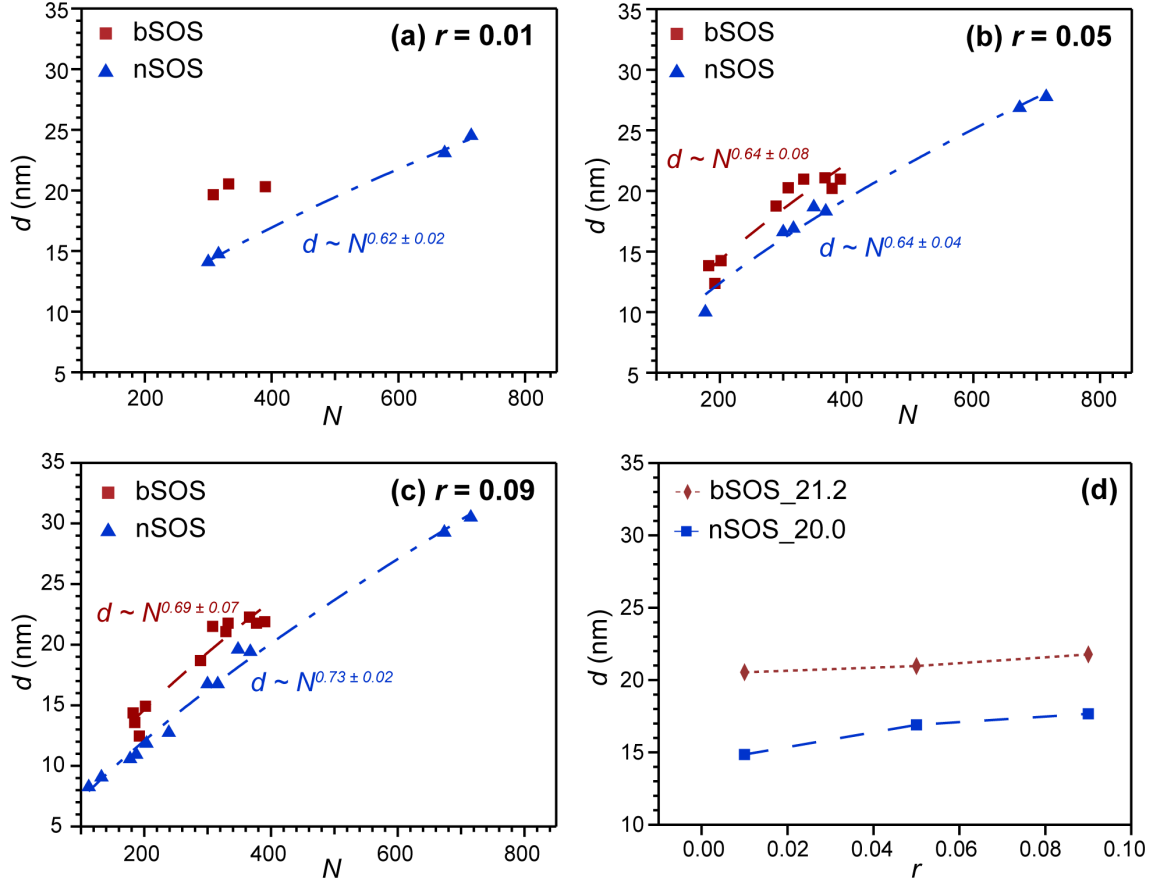 35
30
25
20
15
10
5
d (nm)
bSOS
nSOS
(a) r = 0.01
d ~ N^0.62 ± 0.02
200
400
600
800
N
35
30
25
20
15
10
5
d (nm)
bSOS
nSOS
(b) r = 0.05
d ~ N^0.64 ± 0.08
d ~ N^0.64 ± 0.04
200
400
600
800
N
35
30
25
20
15
10
5
d (nm)
bSOS
nSOS
(c) r = 0.09
d ~ N^0.69 ± 0.07
d ~ N^0.73 ± 0.02
200
400
600
800
N
35
30
25
20
15
10
d (nm)
bSOS_21.2
nSOS_20.0
(d)
0.00
0.02
0.04
0.06
0.08
0.10
r